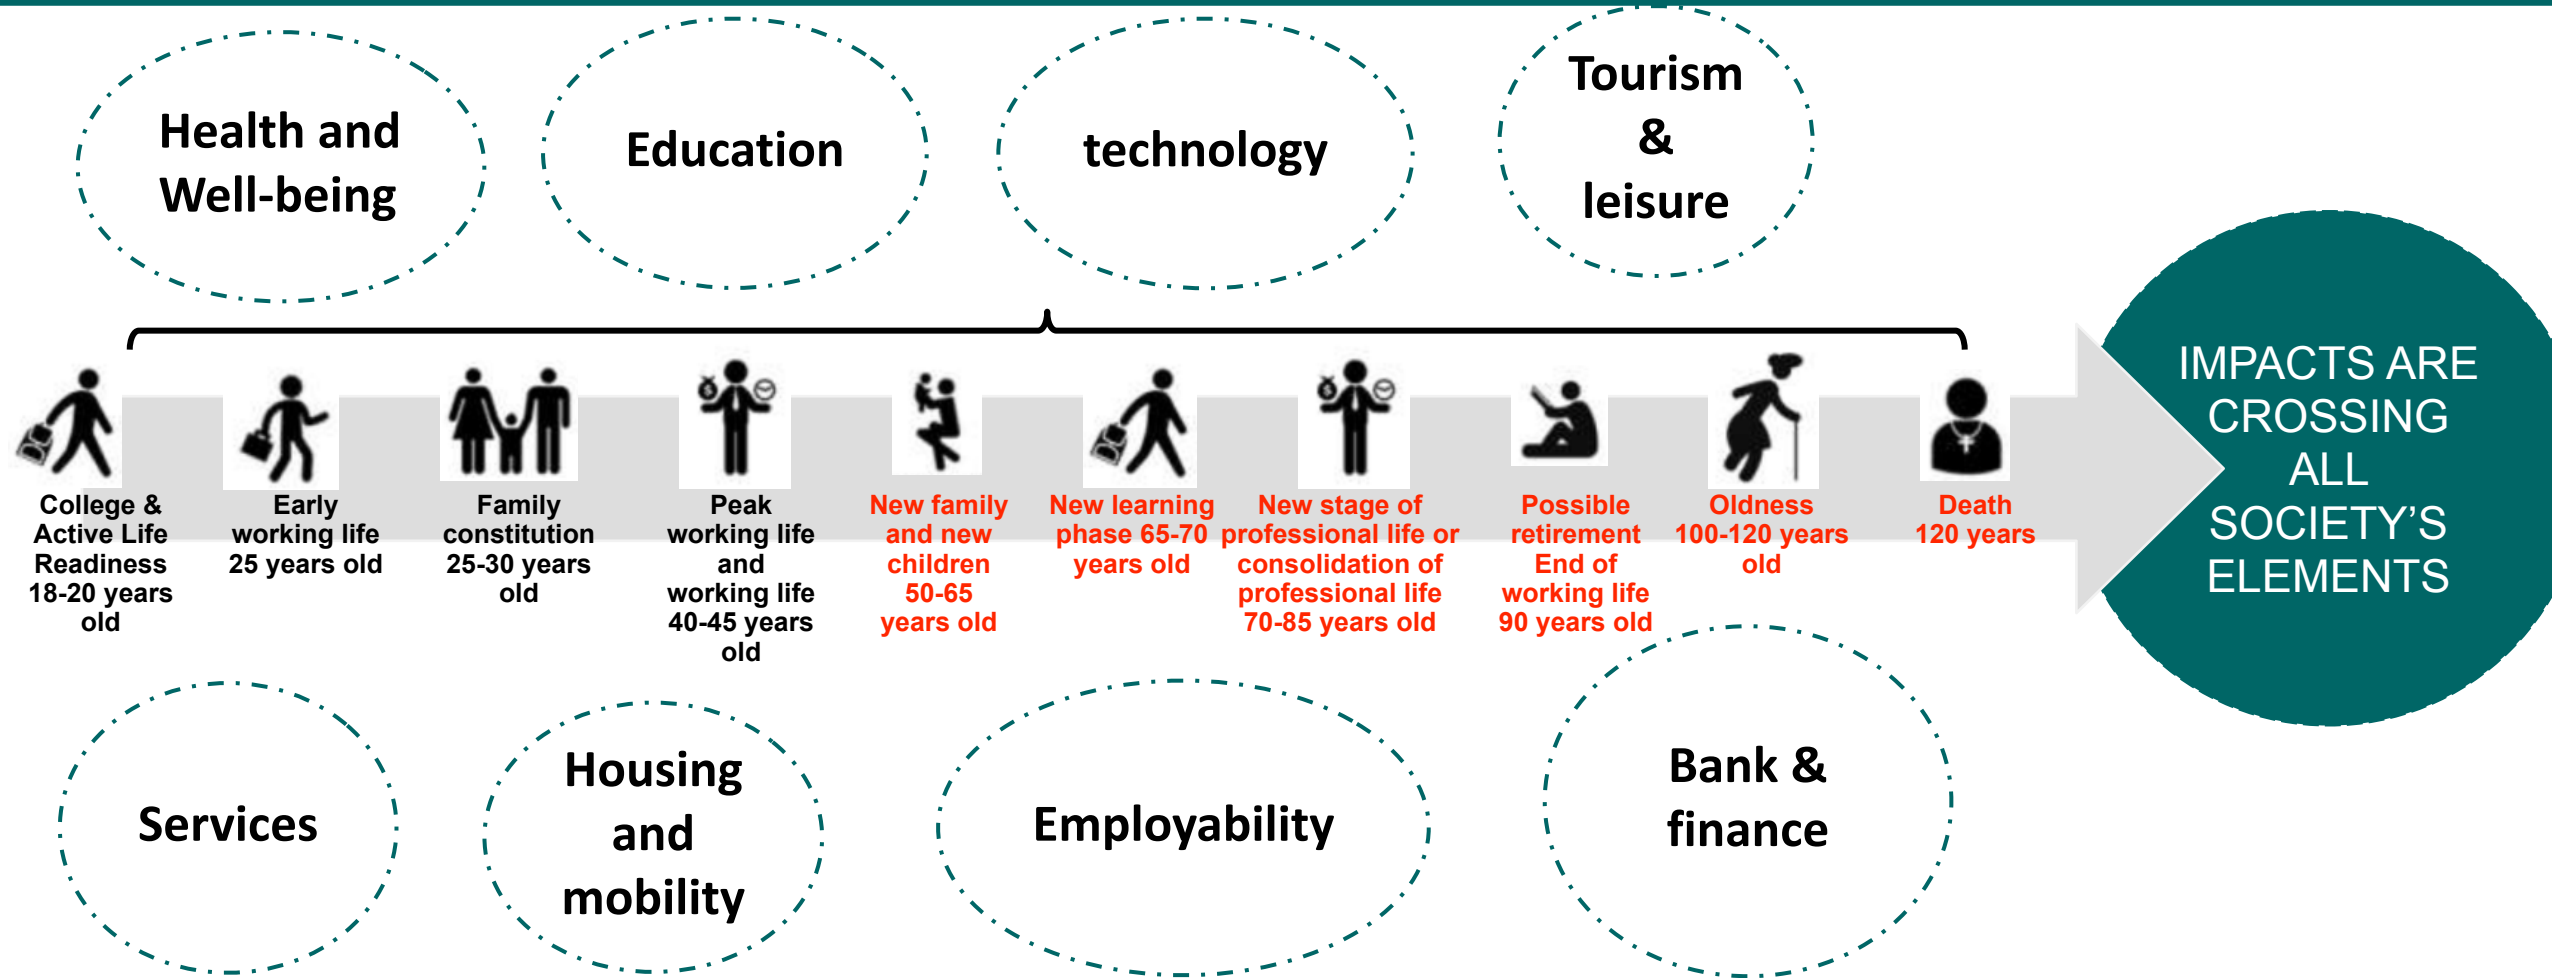 Health and
Well-being
Education
technology
Tourism
&
leisure
College &
Active Life
Readiness
18-20 years
old
Early
working life
25 years old
Family
constitution
25-30 years
old
Peak
working life
and
working life
40-45 years
old
New family
and new
children
50-65
years old
New learning
phase 65-70
years old
New stage of
professional life or
consolidation of
professional life
70-85 years old
Possible
retirement
End of
working life
90 years old
Oldness
100-120 years
old
Death
120 years
IMPACTS ARE
CROSSING
ALL
SOCIETY’S
ELEMENTS
Services
Housing
and
mobility
Employability
Bank &
finance